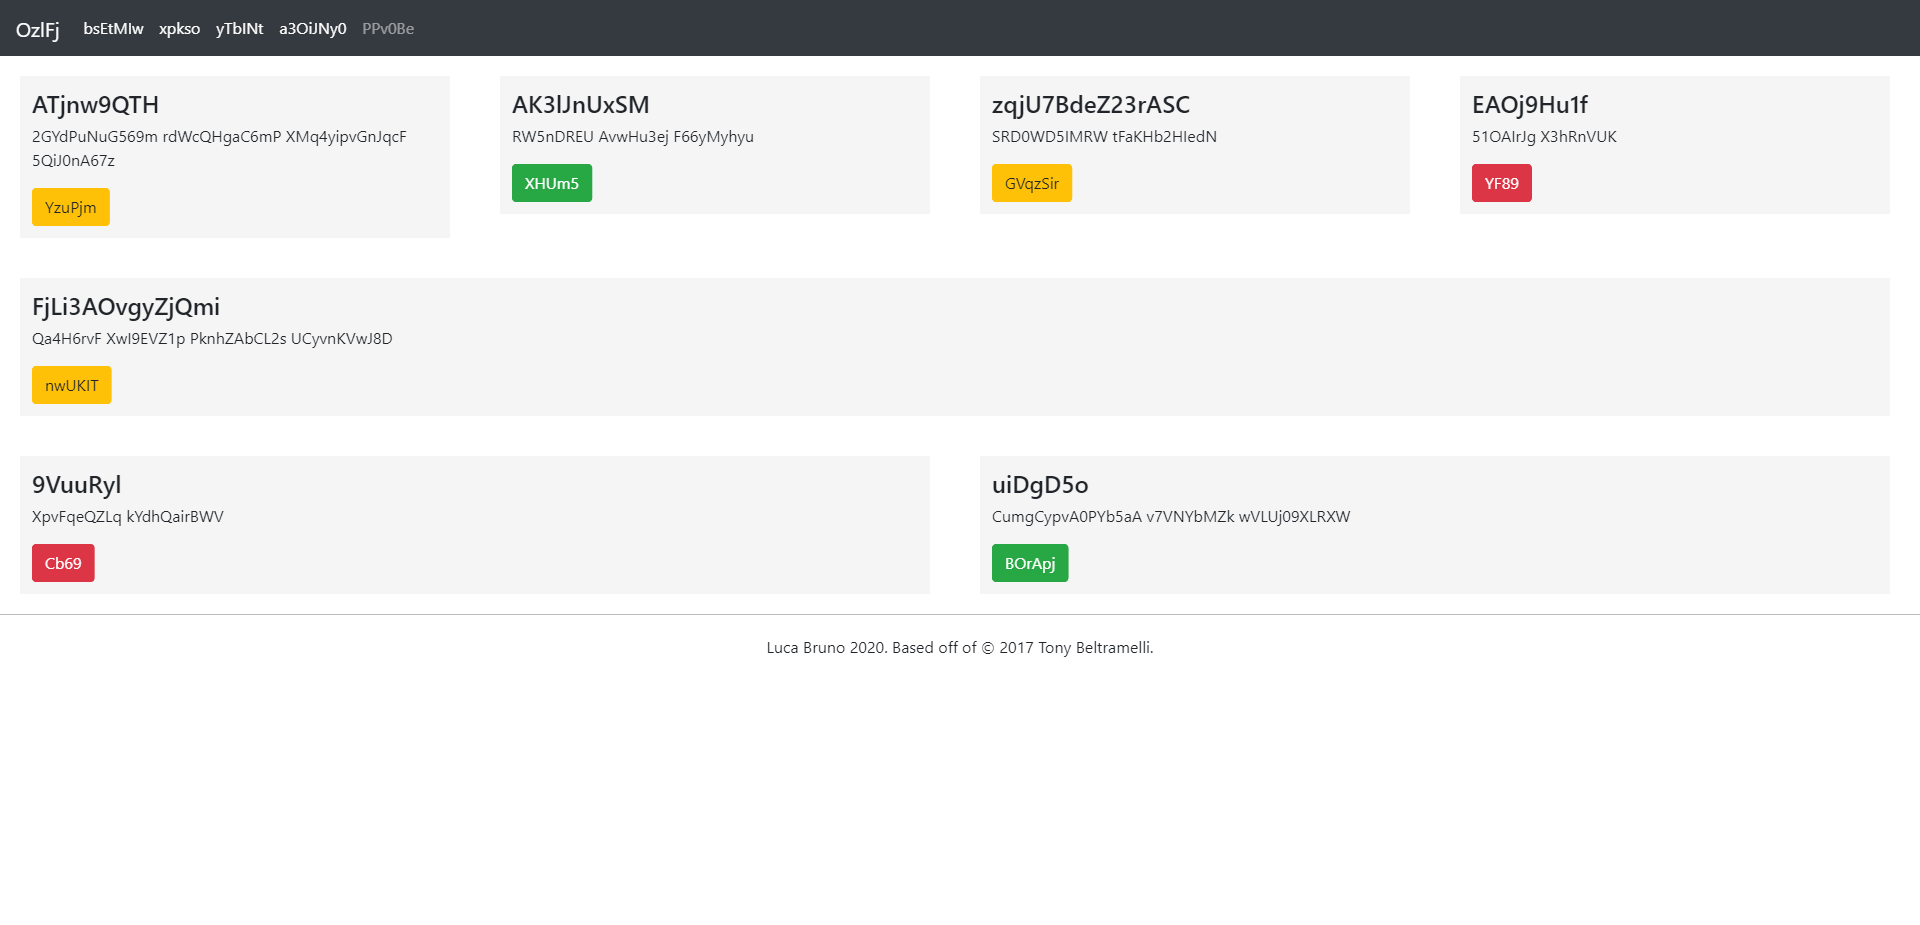 OzlFj bsEtMIw xpkso yTbINt a3OiJNy0 PPv0Be
ATjnw9QTH
2GYdPuNuG569m rdWcQHgaC6mP XMq4yipvGnJqcF
5QiJ0nA67z
YzuPjm
AK3lJnUxSM
RW5nDREU AvwHu3ej F66yMyhyu
XHUm5
zqjU7BdeZ23rASC
SRD0WD5IMRW tFaKHb2HIedN
GVqzSir
EAOj9Hu1f
51OAIrJg X3hRnVUK
YF89
FjLi3AOvgyZjQmi
Qa4H6rvF XwI9EVZ1p PknhZAbCL2s UCyvnKVwJ8D
nwUKIT
9VuuRyl
XpvFqeQZLq kYdhQairBWV
Cb69
uiDgD5o
CumgCypvA0PYb5aA v7VNYbMZk wVLUj09XLRXW
BOrApj
Luca Bruno 2020. Based off of © 2017 Tony Beltramelli.